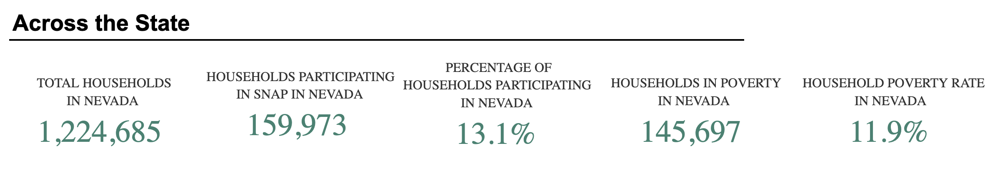 Across the State
TOTAL HOUSEHOLDS
IN NEVADA
1,224,685
HOUSEHOLDS PARTICIPATING
IN SNAP IN NEVADA
159,973
PERCENTAGE OF
HOUSEHOLDS PARTICIPATING
IN NEVADA
13.1%
HOUSEHOLDS IN POVERTY
IN NEVADA
145,697
HOUSEHOLD POVERTY RATE
IN NEVADA
11.9%